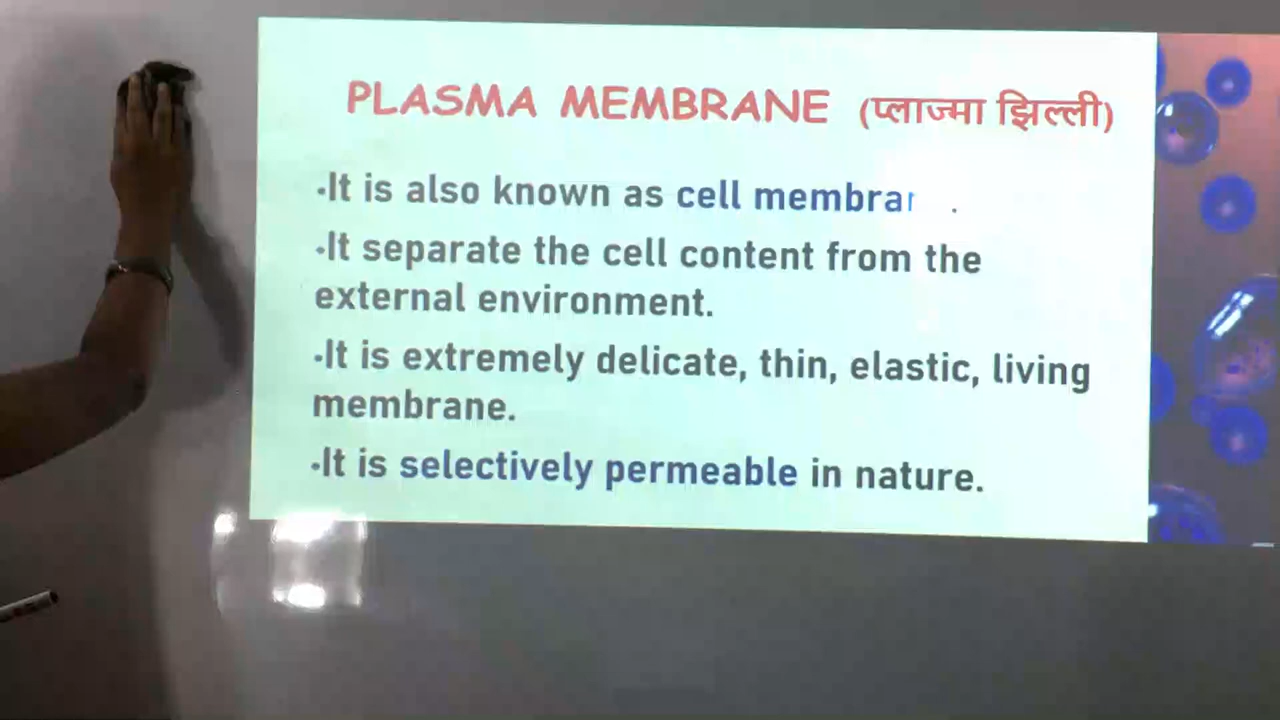 PLASMA MEMBRANE (प्लाज्मा झिल्ली)
•It is also known as cell membrar .
•It separate the cell content from the
external environment.
•It is extremely delicate, thin, elastic, living
membrane.
•It is selectively permeable in nature.